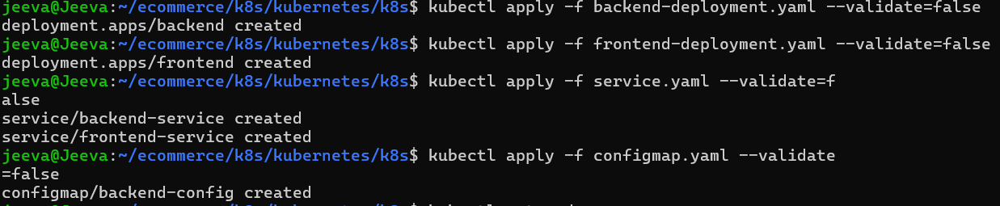 jeeva@Jeeva:~/ecommerce/k8s/kubernetes/k8s$ kubectl apply -f backend-deployment.yaml --validate=false
deployment.apps/backend created
jeeva@Jeeva:~/ecommerce/k8s/kubernetes/k8s$ kubectl apply -f frontend-deployment.yaml --validate=false
deployment.apps/frontend created
jeeva@Jeeva:~/ecommerce/k8s/kubernetes/k8s$ kubectl apply -f service.yaml --validate=f
alse
service/backend-service created
service/frontend-service created
jeeva@Jeeva:~/ecommerce/k8s/kubernetes/k8s$ kubectl apply -f configmap.yaml --validate
=false
configmap/backend-config created